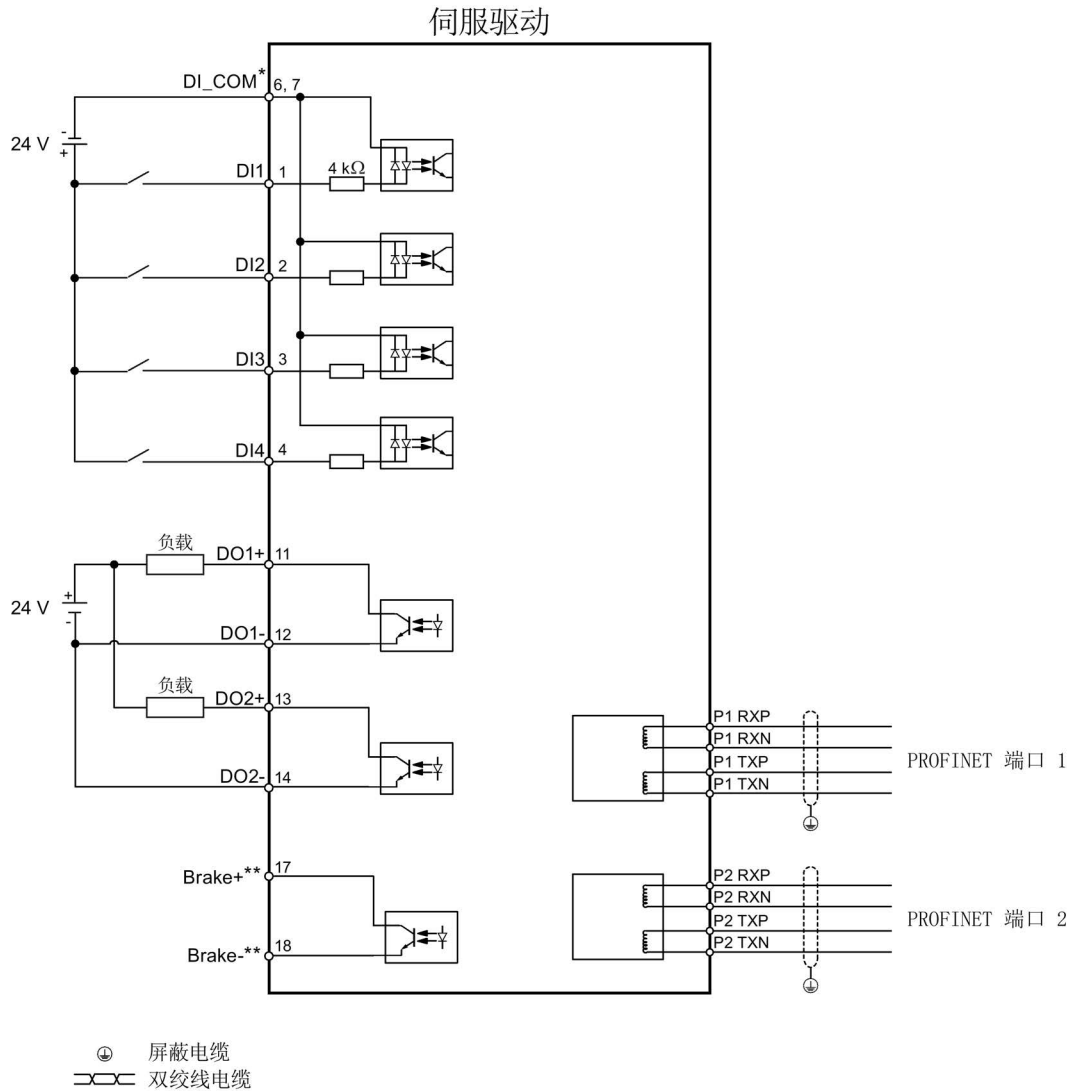 伺服驱动
DI_COM* 6, 7
24 V
-
+
DI1 1 4 kΩ
DI2 2
DI3 3
DI4 4
负载
DO1+ 11
24 V
+
-
DO1- 12
负载
DO2+ 13
DO2- 14
P1 RXP
P1 RXN
P1 TXP
P1 TXN
PROFINET 端口 1
Brake+** 17
Brake-** 18
P2 RXP
P2 RXN
P2 TXP
P2 TXN
PROFINET 端口 2
屏蔽电缆
双绞线电缆